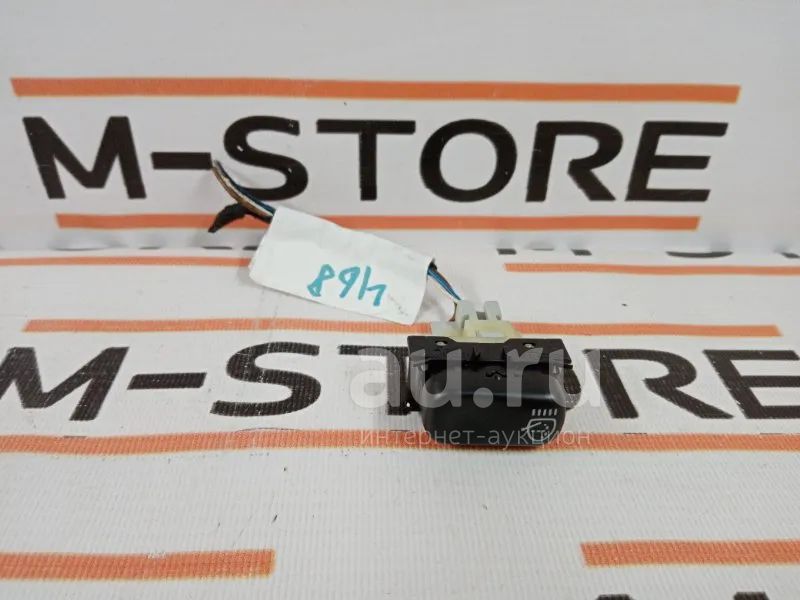 M-STORE
468
M-STORE
au.ru
интернет-аукцион